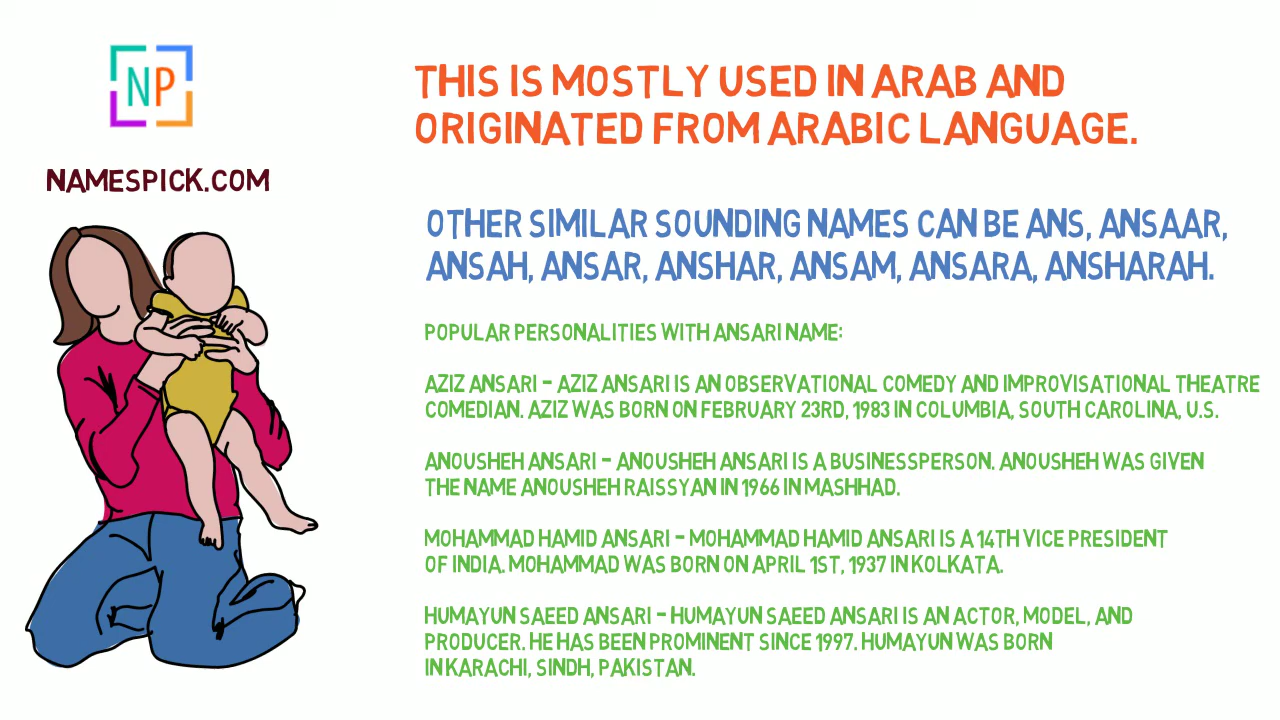 NP
NAMESPICK.COM
THIS IS MOSTLY USED IN ARAB AND
ORIGINATED FROM ARABIC LANGUAGE.
OTHER SIMILAR SOUNDING NAMES CAN BE ANS, ANSAAR,
ANSAH, ANSAR, ANSHAR, ANSAM, ANSARA, ANSHARAH.
POPULAR PERSONALITIES WITH ANSARI NAME:
AZIZ ANSARI - AZIZ ANSARI IS AN OBSERVATIONAL COMEDY AND IMPROVISATIONAL THEATRE
COMEDIAN. AZIZ WAS BORN ON FEBRUARY 23RD, 1983 IN COLUMBIA, SOUTH CAROLINA, U.S.
ANOUSHEH ANSARI - ANOUSHEH ANSARI IS A BUSINESSPERSON. ANOUSHEH WAS GIVEN
THE NAME ANOUSHEH RAISSYAN IN 1966 IN MASHHAD.
MOHAMMAD HAMID ANSARI - MOHAMMAD HAMID ANSARI IS A 14TH VICE PRESIDENT
OF INDIA. MOHAMMAD WAS BORN ON APRIL 1ST, 1937 IN KOLKATA.
HUMAYUN SAEED ANSARI - HUMAYUN SAEED ANSARI IS AN ACTOR, MODEL, AND
PRODUCER. HE HAS BEEN PROMINENT SINCE 1997. HUMAYUN WAS BORN
IN KARACHI, SINDH, PAKISTAN.